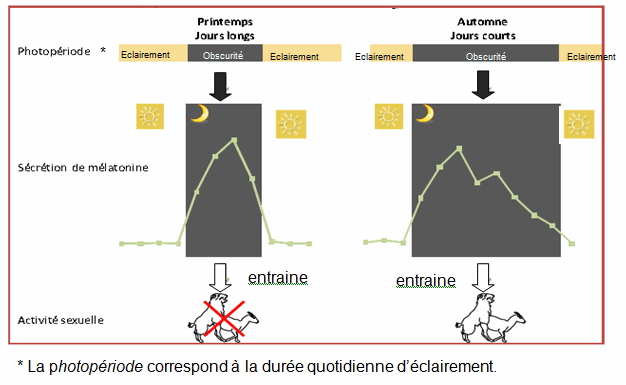 Printemps
Jours longs
Automne
Jours courts
Photopériode *
Eclairement
Obscurité
Eclairement
Eclairement
Obscurité
Eclairement
Sécrétion de mélatonine
entraine
entraine
Activité sexuelle
* La photopériode correspond à la durée quotidienne d’éclairement.